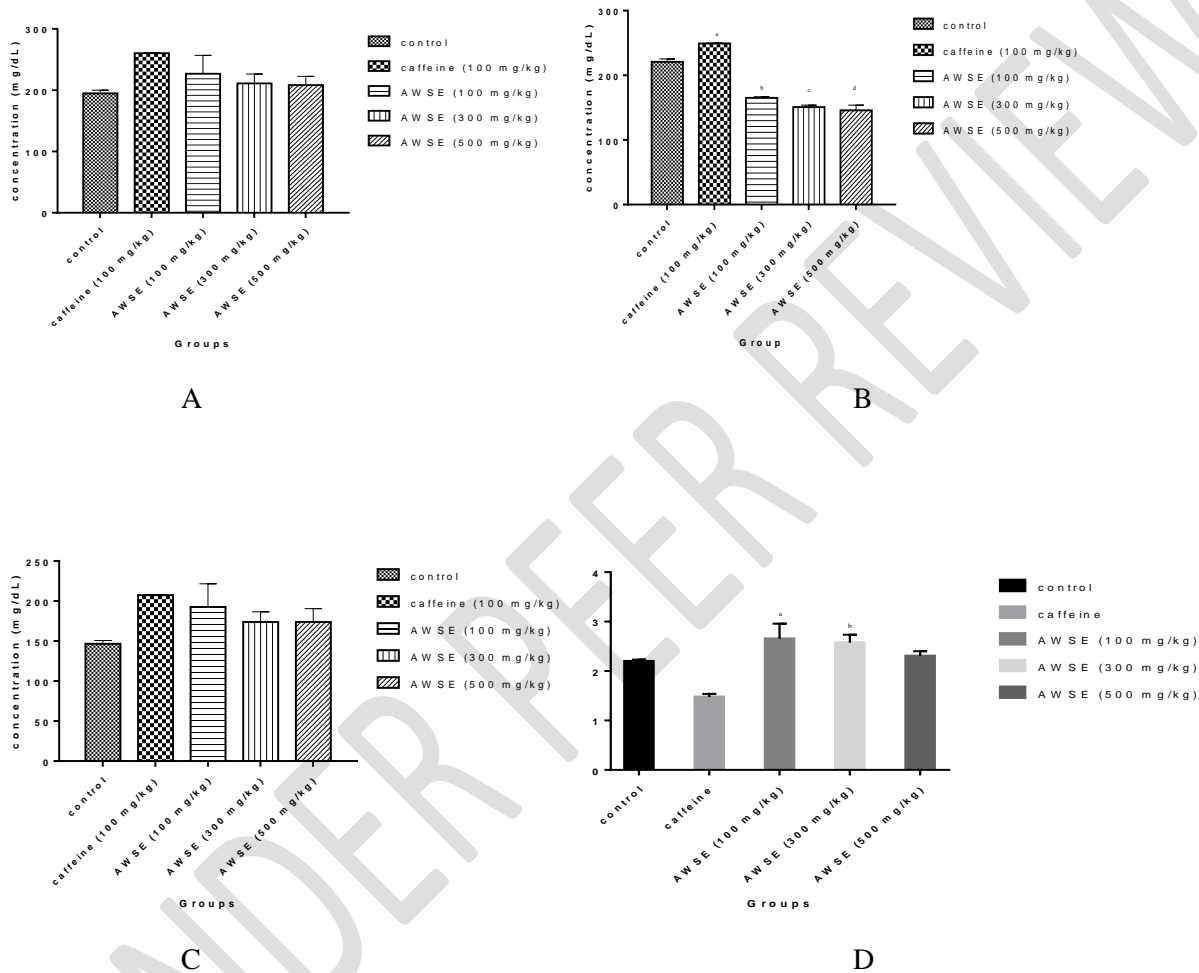 300
200
100
0
concentration (mg/dL)
control
caffeine (100 mg/kg)
AWSE (100 mg/kg)
AWSE (300 mg/kg)
AWSE (500 mg/kg)
Groups
control
caffeine (100 mg/kg)
AWSE (100 mg/kg)
AWSE (300 mg/kg)
AWSE (500 mg/kg)
A
300
200
100
0
concentration (mg/dL)
a
b
c
d
control
caffeine (100 mg/kg)
AWSE (100 mg/kg)
AWSE (300 mg/kg)
AWSE (500 mg/kg)
Group
control
caffeine (100 mg/kg)
AWSE (100 mg/kg)
AWSE (300 mg/kg)
AWSE (500 mg/kg)
B
250
200
150
100
50
0
concentration (mg/dL)
control
caffeine (100 mg/kg)
AWSE (100 mg/kg)
AWSE (300 mg/kg)
AWSE (500 mg/kg)
Groups
control
caffeine (100 mg/kg)
AWSE (100 mg/kg)
AWSE (300 mg/kg)
AWSE (500 mg/kg)
C
4
3
2
1
0
a
b
control
caffeine
AWSE (100 mg/kg)
AWSE (300 mg/kg)
AWSE (500 mg/kg)
Groups
control
caffeine
AWSE (100 mg/kg)
AWSE (300 mg/kg)
AWSE (500 mg/kg)
D
NDER PEER REVIEW